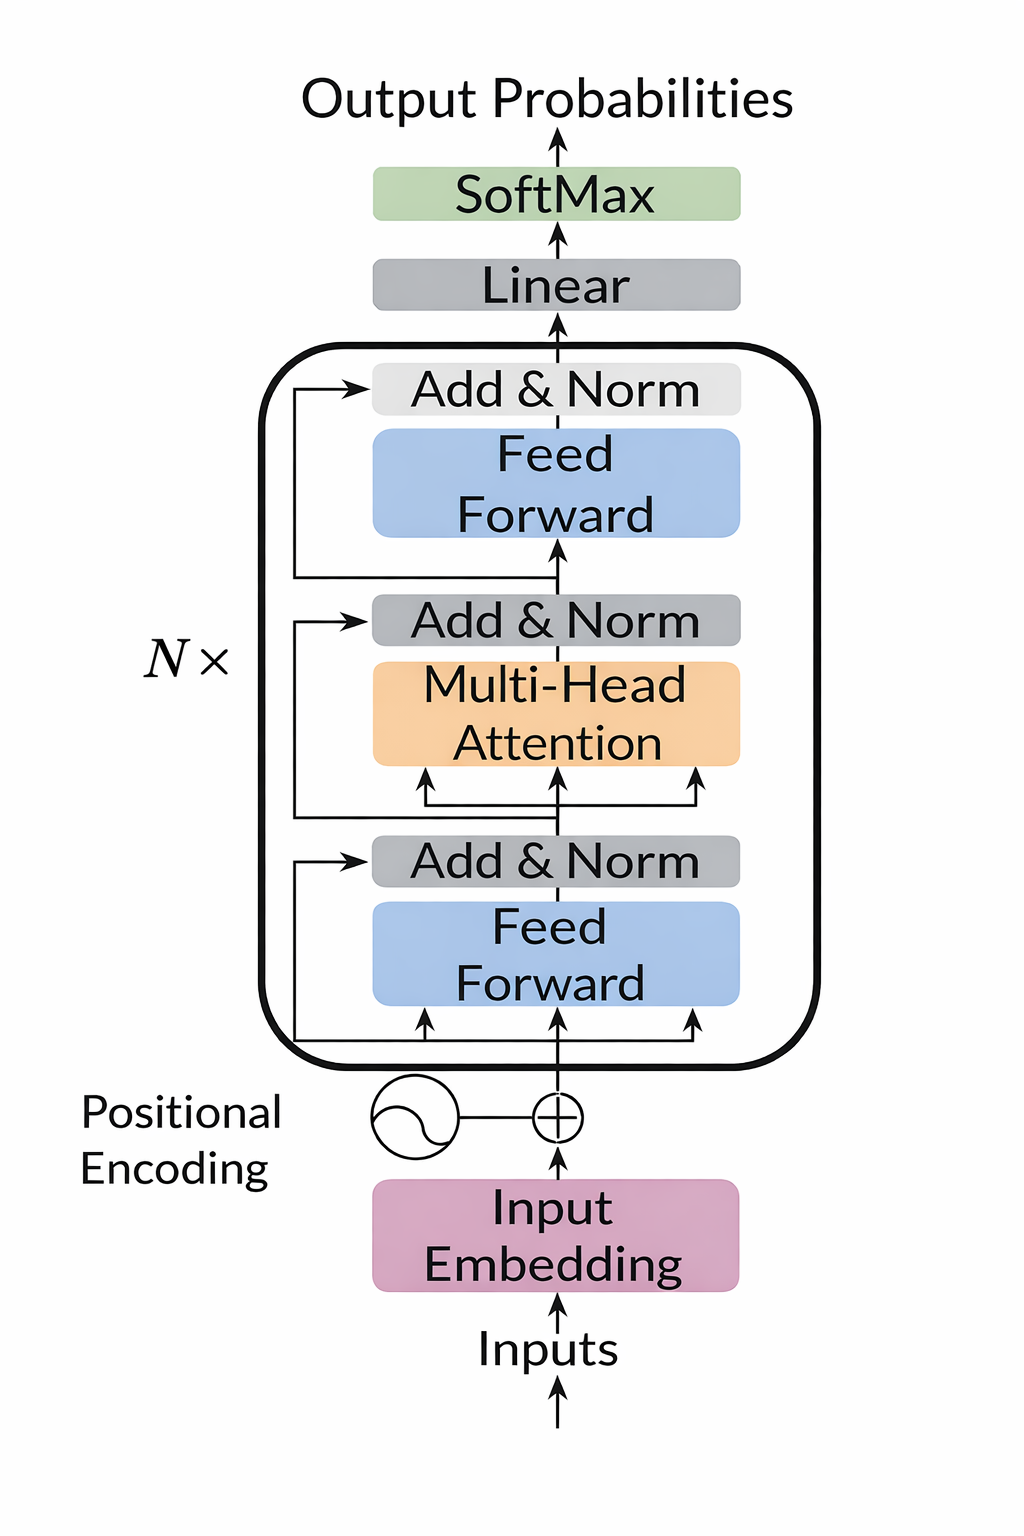 Output Probabilities
SoftMax
Linear
Add & Norm
Feed
Forward
Add & Norm
N×
Multi-Head
Attention
Add & Norm
Feed
Forward
Positional
Encoding
Input
Embedding
Inputs